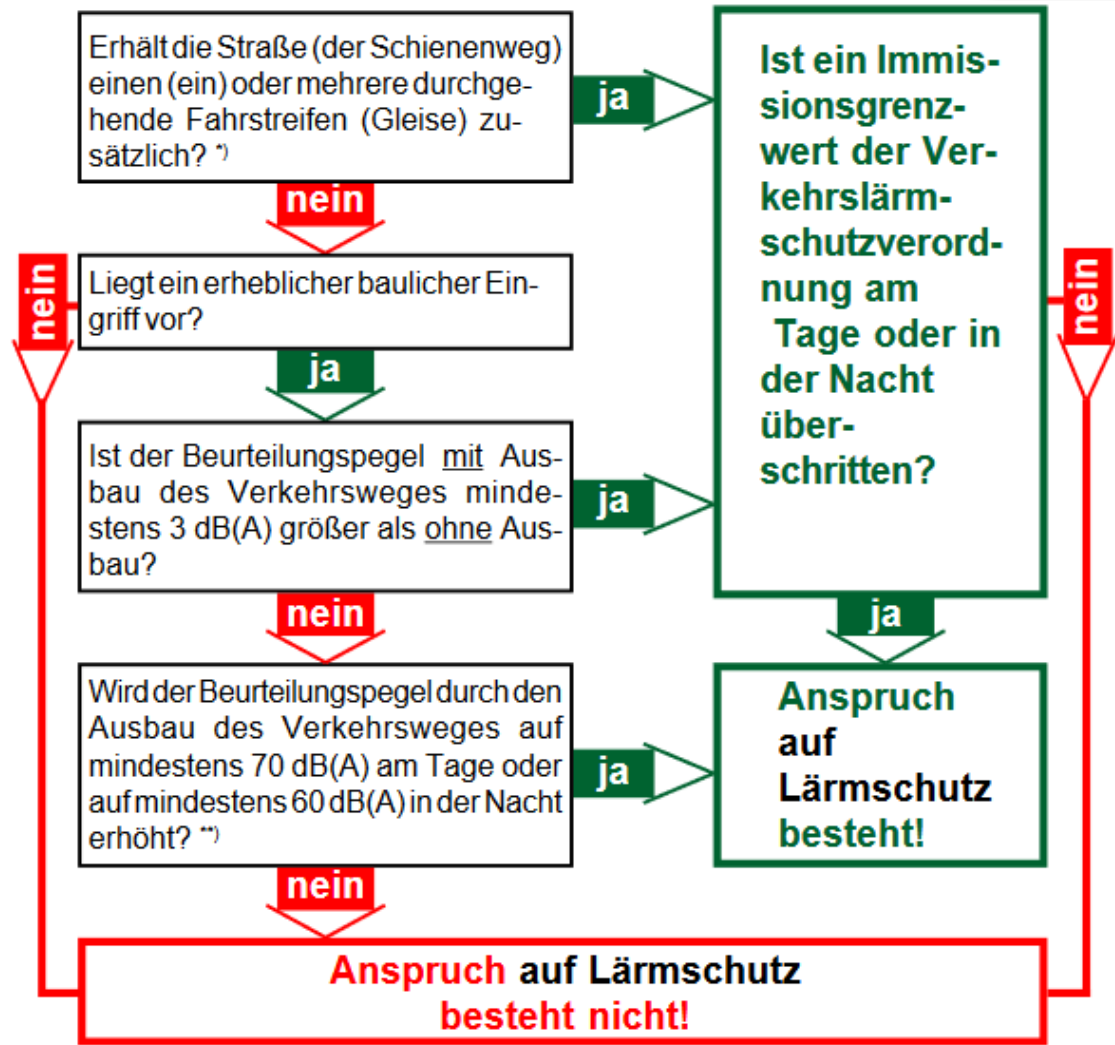 Erhält die Straße (der Schienenweg)
einen (ein) oder mehrere durchge-
hende Fahrstreifen (Gleise) zu-
sätzlich? *)
ja
nein
Liegt ein erheblicher baulicher Ein-
griff vor?
nein
ja
Ist der Beurteilungspegel mit Aus-
bau des Verkehrsweges minde-
stens 3 dB(A) größer als ohne Aus-
bau?
ja
nein
Wird der Beurteilungspegel durch den
Ausbau des Verkehrsweges auf
mindestens 70 dB(A) am Tage oder
auf mindestens 60 dB(A) in der Nacht
erhöht? **)
ja
nein
Ist ein Immis-
sionsgrenz-
wert der Ver-
kehrslärm-
schutzverord-
nung am
Tage oder in
der Nacht
über-
schritten?
nein
ja
Anspruch
auf
Lärmschutz
besteht!
Anspruch auf Lärmschutz
besteht nicht!